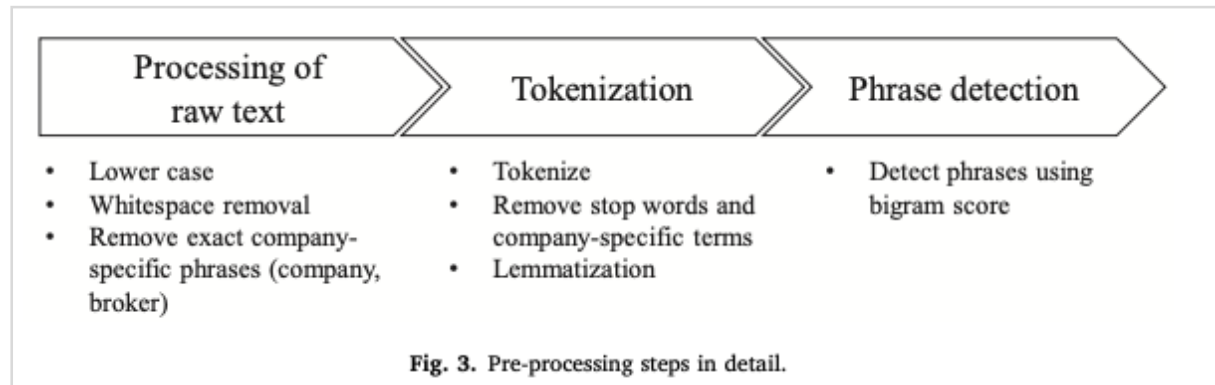 Processing of
raw text
Tokenization
Phrase detection
• Lower case
• Whitespace removal
• Remove exact company-
specific phrases (company,
broker)
• Tokenize
• Remove stop words and
company-specific terms
• Lemmatization
• Detect phrases using
bigram score
Fig. 3. Pre-processing steps in detail.